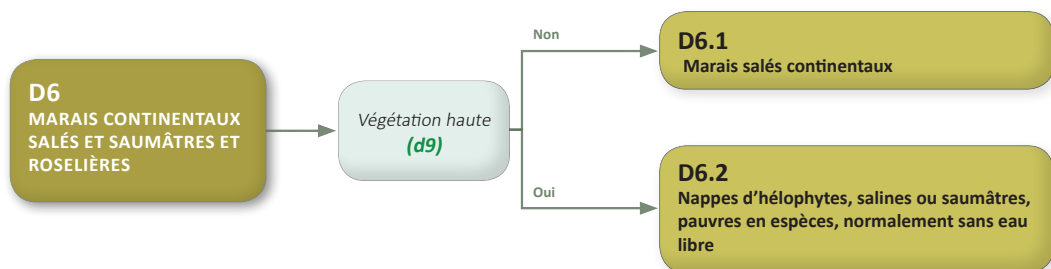 D6
MARAIS CONTINENTAUX
SALÉS ET SAUMÂTRES ET
ROSELIÈRES
Végétation haute
(d9)
Non
D6.1
Marais salés continentaux
Oui
D6.2
Nappes d’hélophytes, salines ou saumâtres,
pauvres en espèces, normalement sans eau
libre